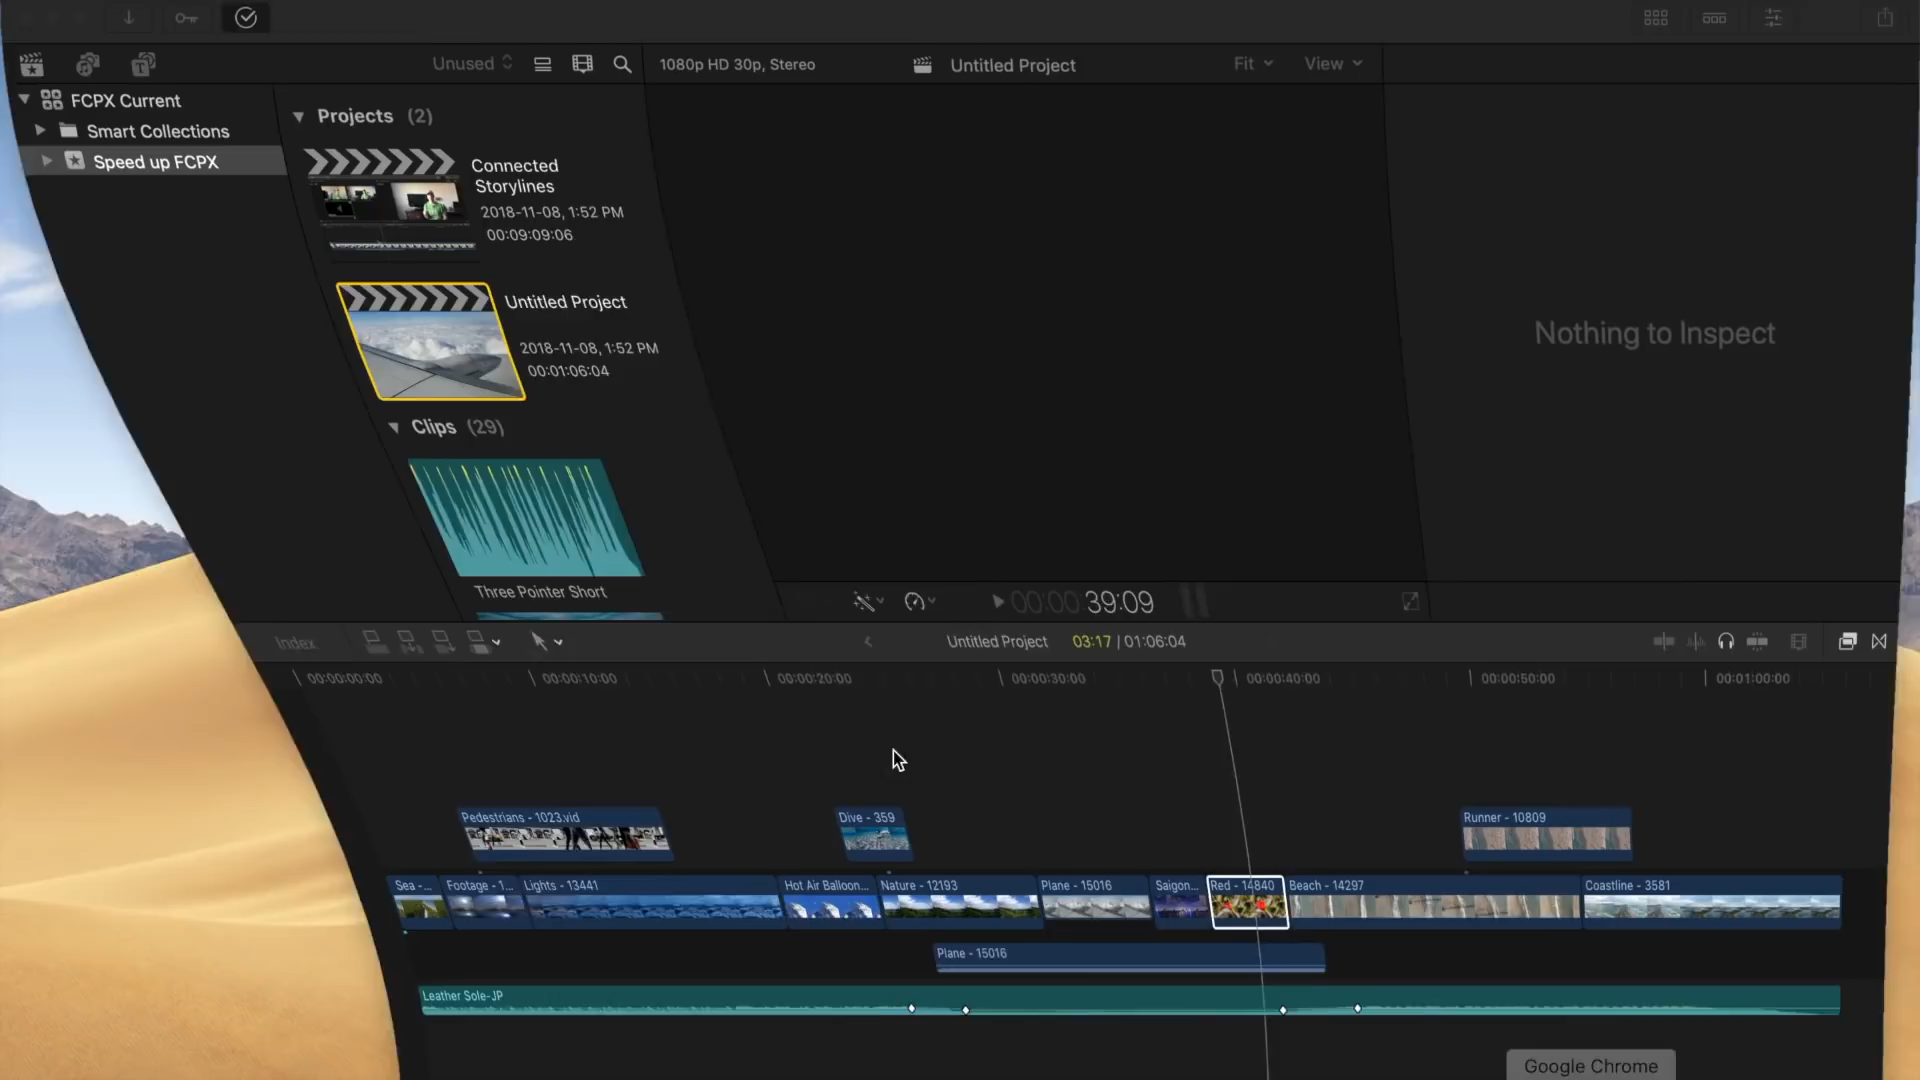 Unused
1080p HD 30p, Stereo
Untitled Project
Fit
View
FCPX Current
Smart Collections
Speed up FCPX
Projects (2)
Connected
Storylines
2018-11-08, 1:52 PM
00:09:09:06
Untitled Project
2018-11-08, 1:52 PM
00:01:06:04
Clips (29)
Three Pointer Short
Nothing to Inspect
00:00:39:09
Index
Untitled Project
03:17 | 01:06:04
00:00:00:00
00:00:10:00
00:00:20:00
00:00:30:00
00:00:40:00
00:00:50:00
00:01:00:00
Pedestrians - 1023.vid
Dive - 359
Runner - 10809
Sea -...
Footage - 1...
Lights - 13441
Hot Air Balloon...
Nature - 12193
Plane - 15016
Saigon...
Red - 14840
Beach - 14297
Coastline - 3581
Plane - 15016
Leather Sole-JP
Google Chrome